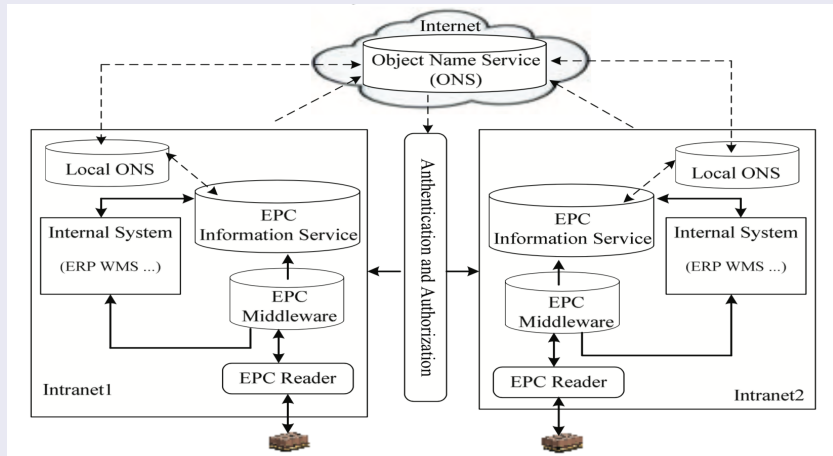 Internet
Object Name Service
(ONS)
Local ONS
EPC
Information Service
Internal System
(ERP WMS ...)
EPC
Middleware
EPC Reader
Intranet1
Anthentication and Authorization
Local ONS
EPC
Information Service
Internal System
(ERP WMS ...)
EPC
Middleware
EPC Reader
Intranet2